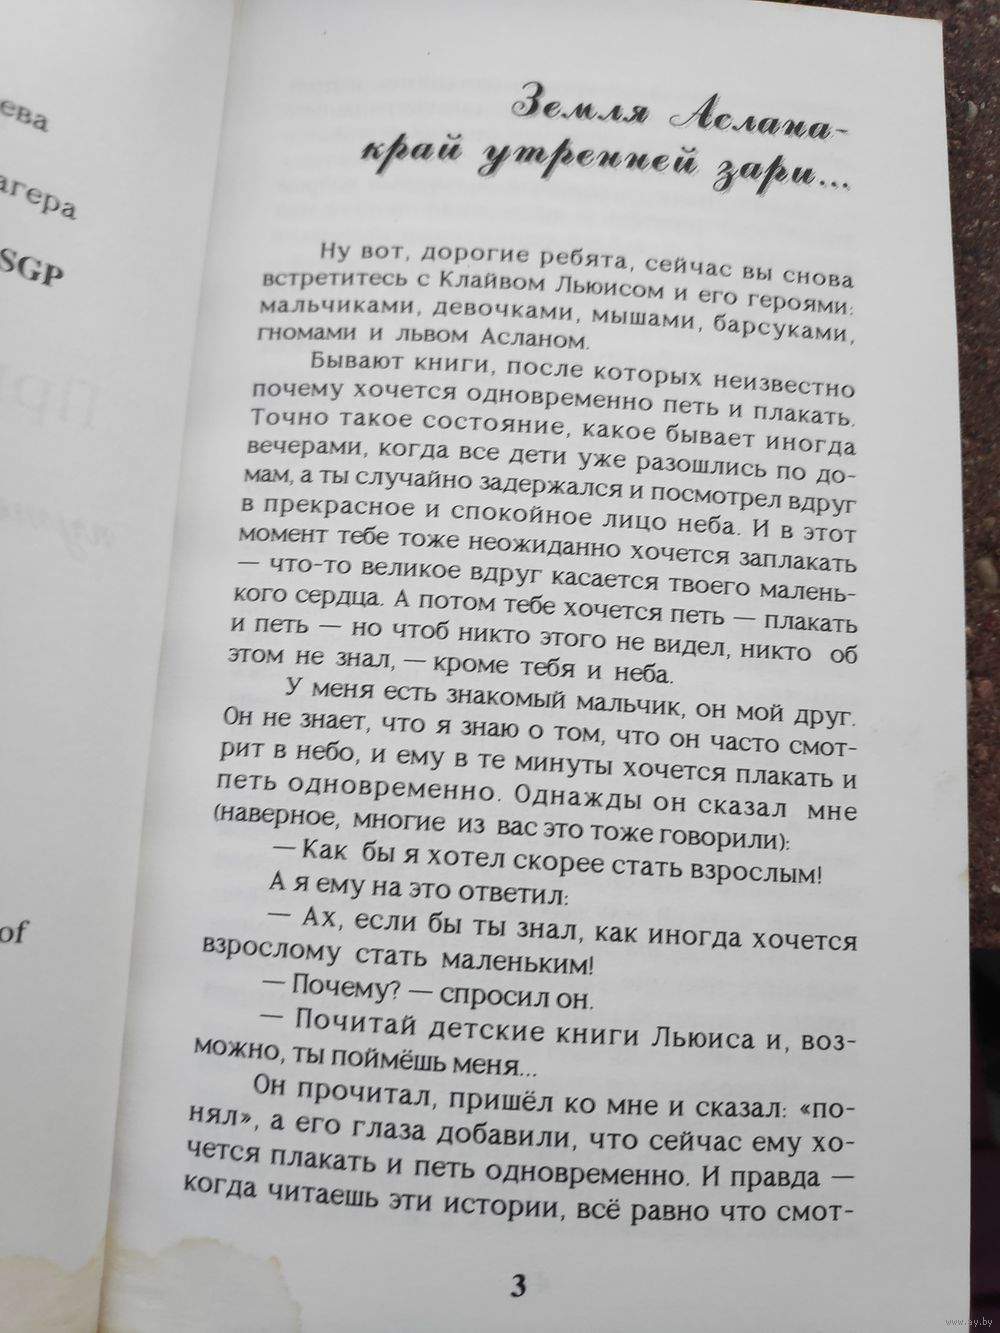 ева
агера
SGP
of
Земля Аслана-
край утренней зари...
Ну вот, дорогие ребята, сейчас вы снова
встретитесь с Клайвом Льюисом и его героями:
мальчиками, девочками, мышами, барсуками,
гномами и львом Асланом.
Бывают книги, после которых неизвестно
почему хочется одновременно петь и плакать.
Точно такое состояние, какое бывает иногда
вечерами, когда все дети уже разошлись по до-
мам, а ты случайно задержался и посмотрел вдруг
в прекрасное и спокойное лицо неба. И в этот
момент тебе тоже неожиданно хочется заплакать
— что-то великое вдруг касается твоего малень-
кого сердца. А потом тебе хочется петь — плакать
и петь — но чтоб никто этого не видел, никто об
этом не знал, — кроме тебя и неба.
У меня есть знакомый мальчик, он мой друг.
Он не знает, что я знаю о том, что он часто смот-
рит в небо, и ему в те минуты хочется плакать и
петь одновременно. Однажды он сказал мне
(наверное, многие из вас это тоже говорили):
— Как бы я хотел скорее стать взрослым!
А я ему на это ответил:
— Ах, если бы ты знал, как иногда хочется
взрослому стать маленьким!
— Почему? — спросил он.
— Почитай детские книги Льюиса и, воз-
можно, ты поймёшь меня...
Он прочитал, пришёл ко мне и сказал: «по-
нял», а его глаза добавили, что сейчас ему хо-
чется плакать и петь одновременно. И правда —
когда читаешь эти истории, всё равно что смот-
3
www.ay.by